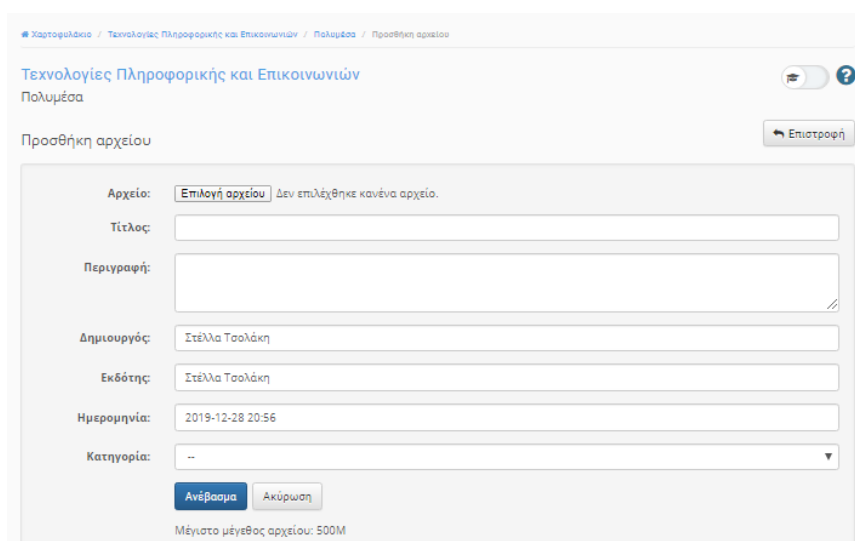 Χαρτοφυλάκιο / Τεχνολογίες Πληροφορικής και Επικοινωνιών / Πολυμέσα / Προσθήκη αρχείου
Τεχνολογίες Πληροφορικής και Επικοινωνιών
Πολυμέσα
Προσθήκη αρχείου
Επιστροφή
Αρχείο: Επιλογή αρχείου Δεν επιλέχθηκε κανένα αρχείο.
Τίτλος:
Περιγραφή:
Δημιουργός: Στέλλα Τσολάκη
Εκδότης: Στέλλα Τσολάκη
Ημερομηνία: 2019-12-28 20:56
Κατηγορία: --
Ανέβασμα Ακύρωση
Μέγιστο μέγεθος αρχείου: 500M